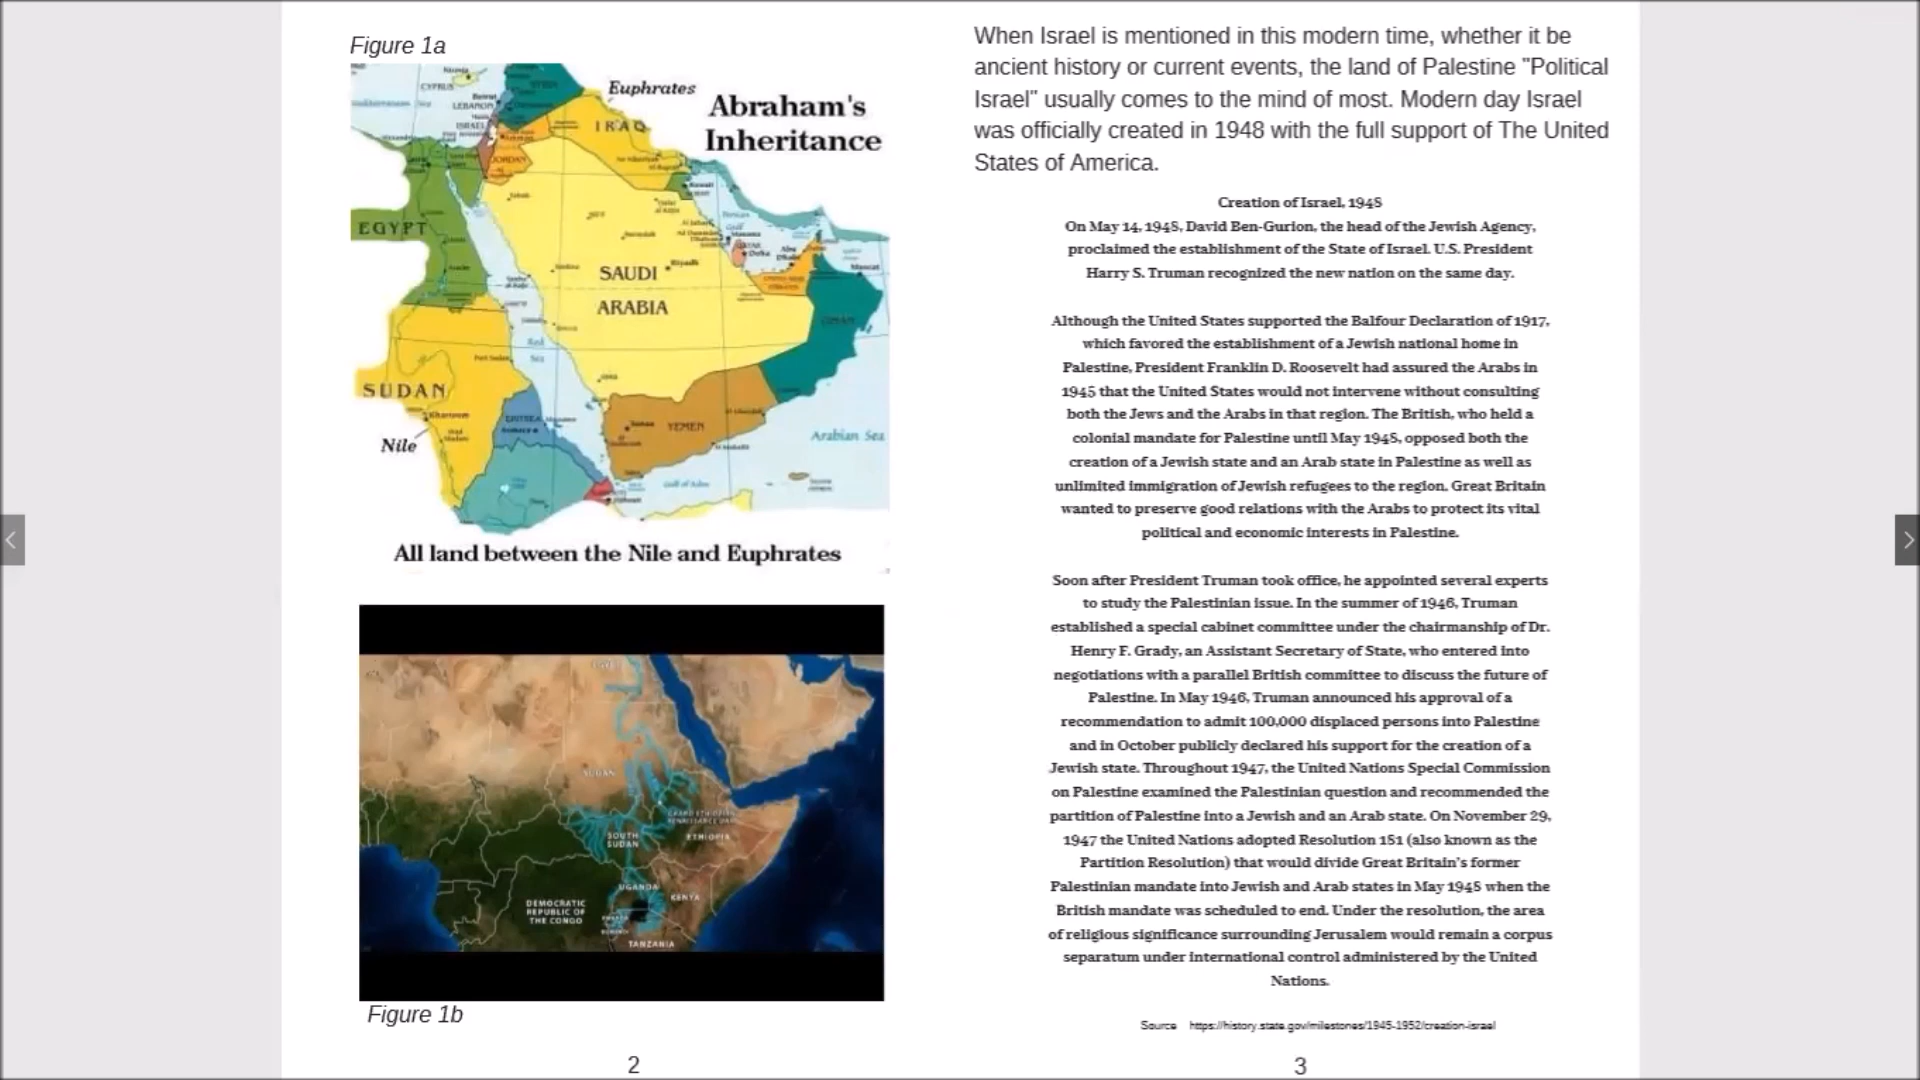 Figure 1a
Euphrates
Abraham's
Inheritance
CYPRUS
LEBANON
ISRAEL
IRAQ
JORDAN
Kuwait
EGYPT
SAUDI
Riyadh
ARABIA
Muscat
OMAN
Red
Sea
Port Sudan
SUDAN
Khartoum
ERITREA
YEMEN
Nile
Arabian Sea
Gulf of Aden
All land between the Nile and Euphrates
SUDAN
GRAND ETHIOPIAN
RENAISSANCE DAM
SOUTH
SUDAN
ETHIOPIA
UGANDA
KENYA
DEMOCRATIC
REPUBLIC OF
THE CONGO
TANZANIA
Figure 1b
2
When Israel is mentioned in this modern time, whether it be
ancient history or current events, the land of Palestine "Political
Israel" usually comes to the mind of most. Modern day Israel
was officially created in 1948 with the full support of The United
States of America.
Creation of Israel, 1948
On May 14, 1948, David Ben-Gurion, the head of the Jewish Agency,
proclaimed the establishment of the State of Israel. U.S. President
Harry S. Truman recognized the new nation on the same day.
Although the United States supported the Balfour Declaration of 1917,
which favored the establishment of a Jewish national home in
Palestine, President Franklin D. Roosevelt had assured the Arabs in
1945 that the United States would not intervene without consulting
both the Jews and the Arabs in that region. The British, who held a
colonial mandate for Palestine until May 1948, opposed both the
creation of a Jewish state and an Arab state in Palestine as well as
unlimited immigration of Jewish refugees to the region. Great Britain
wanted to preserve good relations with the Arabs to protect its vital
political and economic interests in Palestine.
Soon after President Truman took office, he appointed several experts
to study the Palestinian issue. In the summer of 1946, Truman
established a special cabinet committee under the chairmanship of Dr.
Henry F. Grady, an Assistant Secretary of State, who entered into
negotiations with a parallel British committee to discuss the future of
Palestine. In May 1946, Truman announced his approval of a
recommendation to admit 100,000 displaced persons into Palestine
and in October publicly declared his support for the creation of a
Jewish state. Throughout 1947, the United Nations Special Commission
on Palestine examined the Palestinian question and recommended the
partition of Palestine into a Jewish and an Arab state. On November 29,
1947 the United Nations adopted Resolution 181 (also known as the
Partition Resolution) that would divide Great Britain's former
Palestinian mandate into Jewish and Arab states in May 1948 when the
British mandate was scheduled to end. Under the resolution, the area
of religious significance surrounding Jerusalem would remain a corpus
separatum under international control administered by the United
Nations.
Source https://history.state.gov/milestones/1945-1952/creation-israel
3